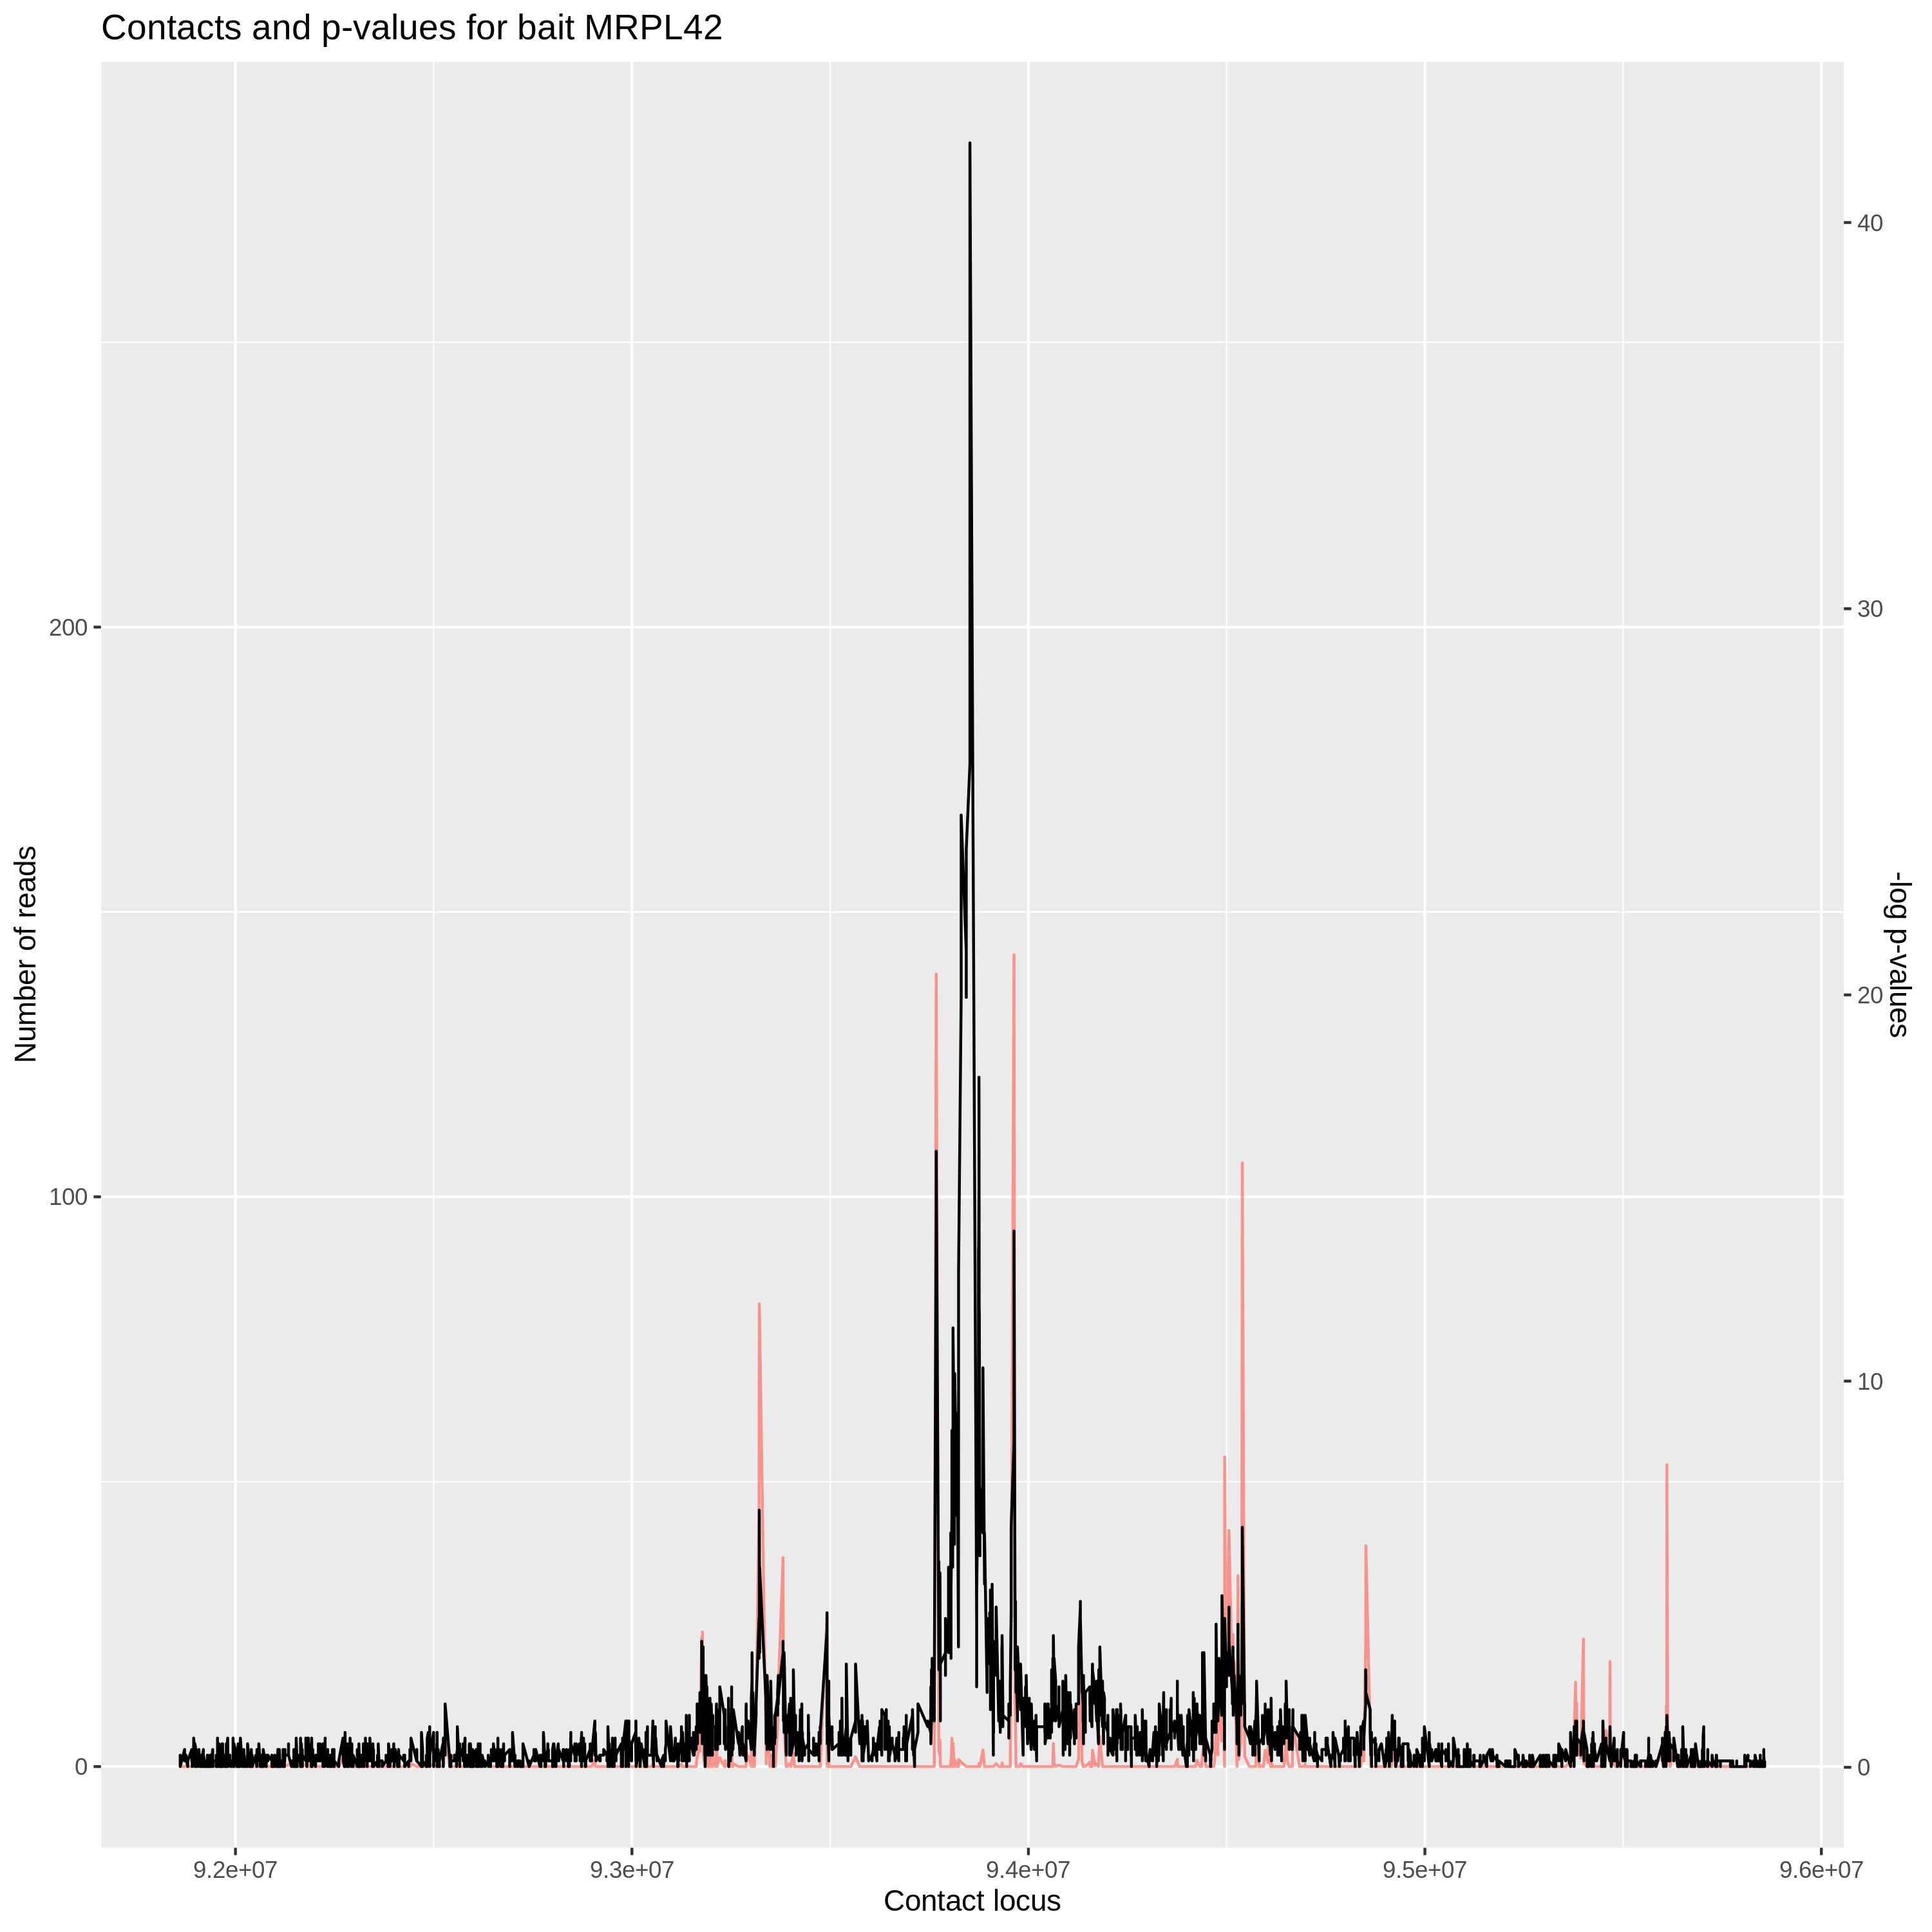 Contacts and p-values for bait MRPL42
Number of reads
200
100
0
40
30
20
10
0
-log p-values
9.2e+07
9.3e+07
9.4e+07
9.5e+07
9.6e+07
Contact locus